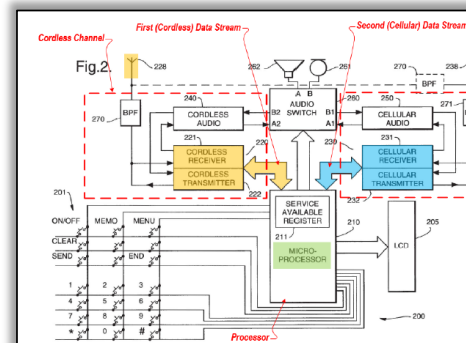 First (Cordless) Data Stream
Second (Cellular) Data Stream
Cordless Channel
Fig.2
228
262
261
270
BPF
238
A B
AUDIO
SWITCH
260
270
BPF
240
CORDLESS
AUDIO
B2
A2
B1
A1
250
CELLULAR
AUDIO
271
221
220
CORDLESS
RECEIVER
CORDLESS
TRANSMITTER
222
239
231
CELLULAR
RECEIVER
CELLULAR
TRANSMITTER
232
201
ON/OFF MEMO MENU
CLEAR
SEND END
1 2 3
4 5 6
7 8 9
* 0 #
SERVICE
AVAILABLE
REGISTER
211
210
MICRO-
PROCESSOR
205
LCD
200
Processor